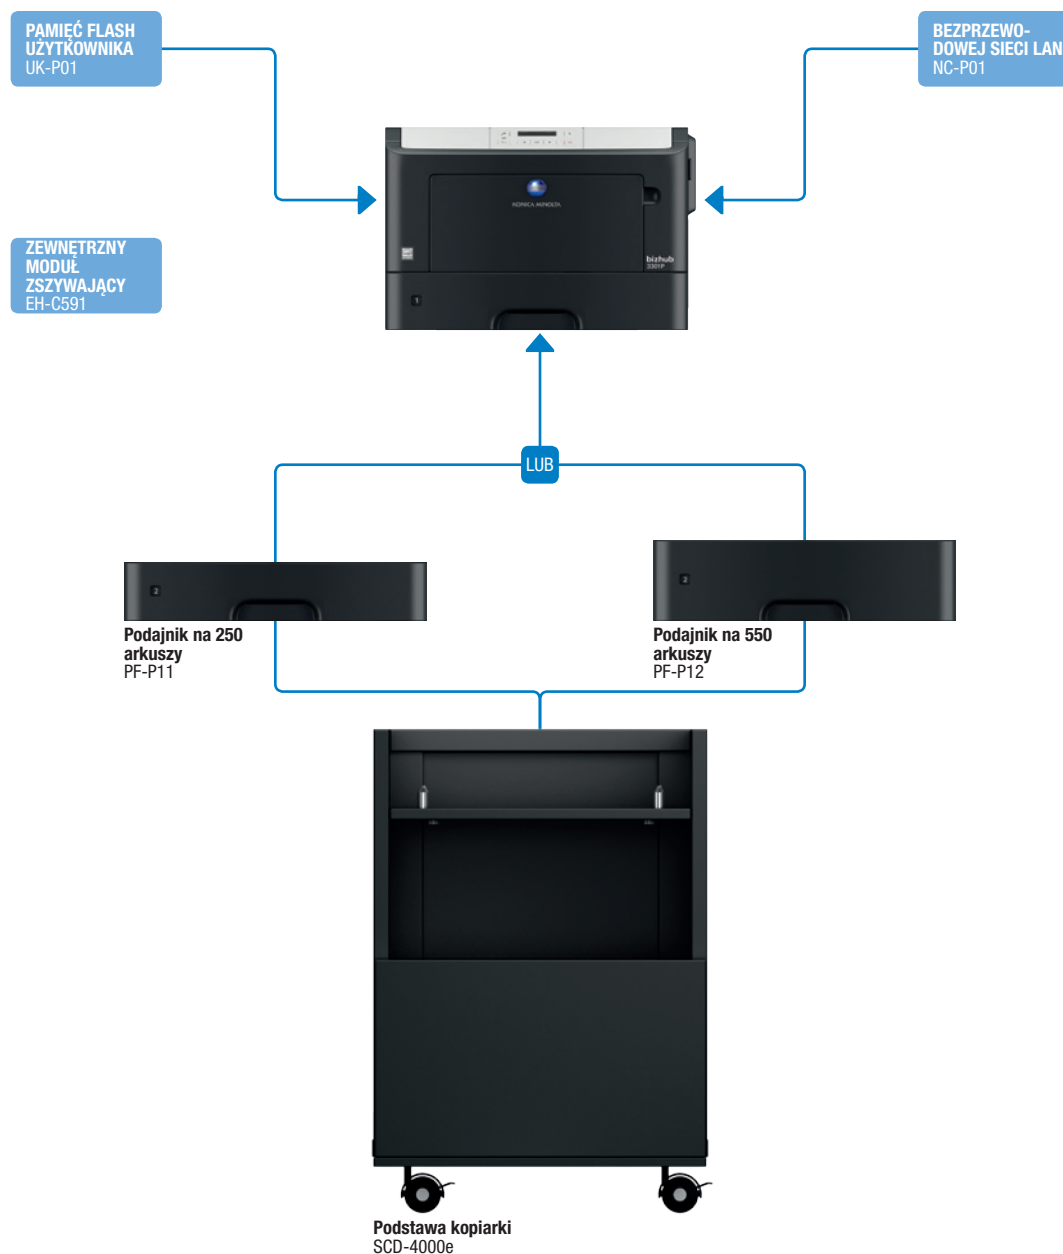 PAMIĘĆ FLASH
UŻYTKOWNIKA
UK-P01
BEZPRZEWO-
DOWEJ SIECI LAN
NC-P01
KONICA MINOLTA
bizhub
3301P
1
ZEWNĘTRZNY
MODUŁ
ZSZYWAJĄCY
EH-C591
LUB
2
Podajnik na 250
arkuszy
PF-P11
2
Podajnik na 550
arkuszy
PF-P12
Podstawa kopiarki
SCD-4000e